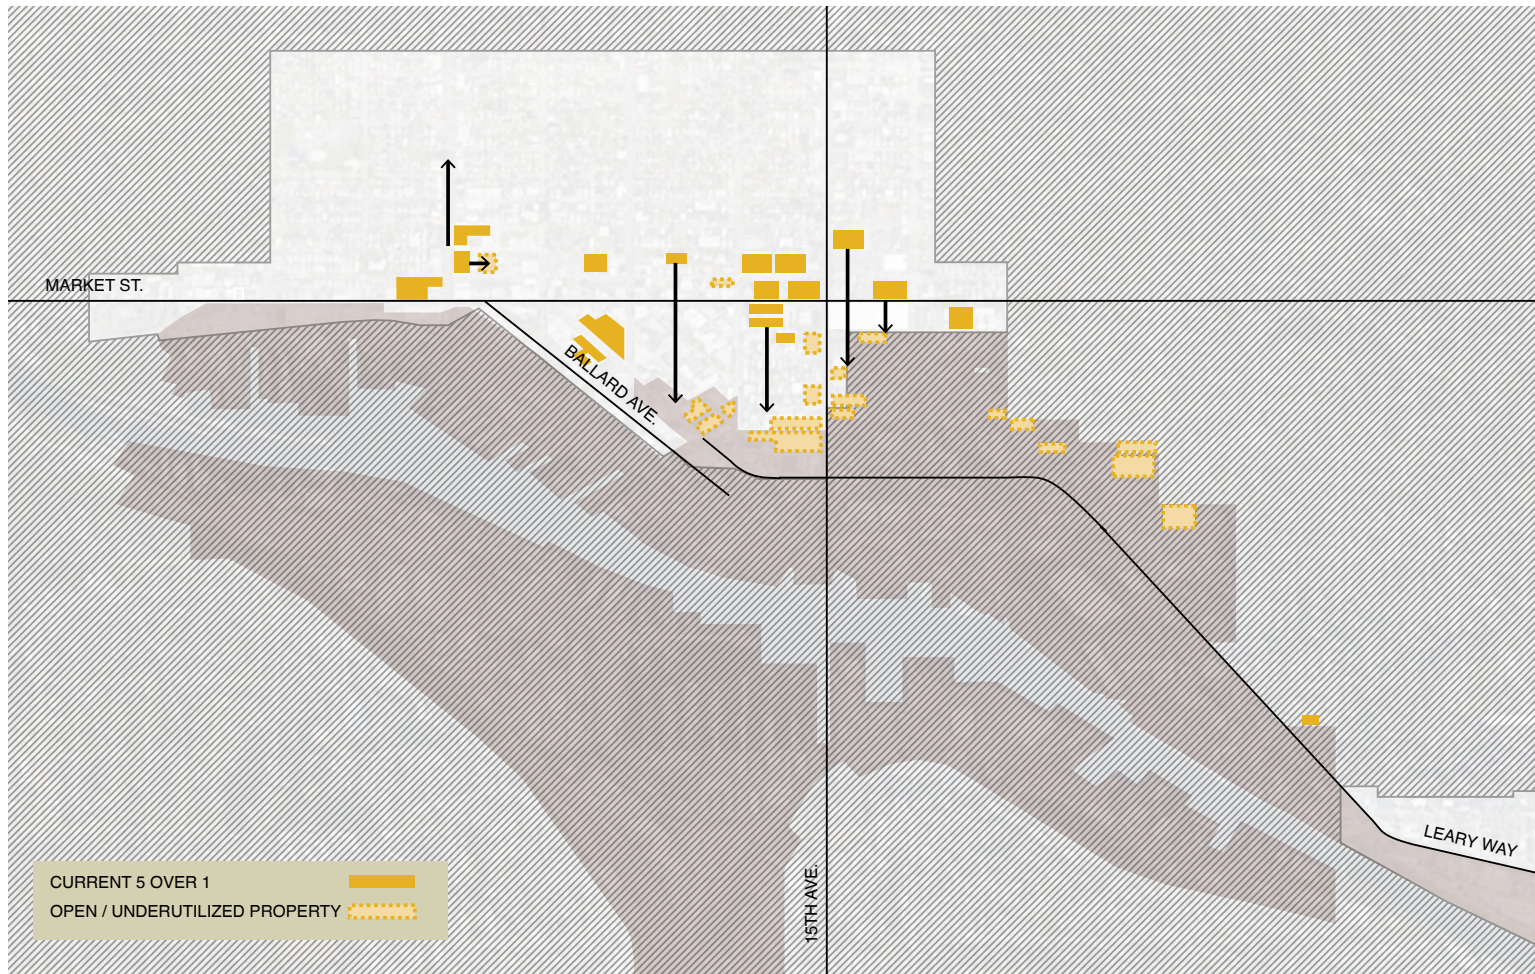 MARKET ST.
BALLARD AVE.
15TH AVE.
LEARY WAY
CURRENT 5 OVER 1
OPEN / UNDERUTILIZED PROPERTY